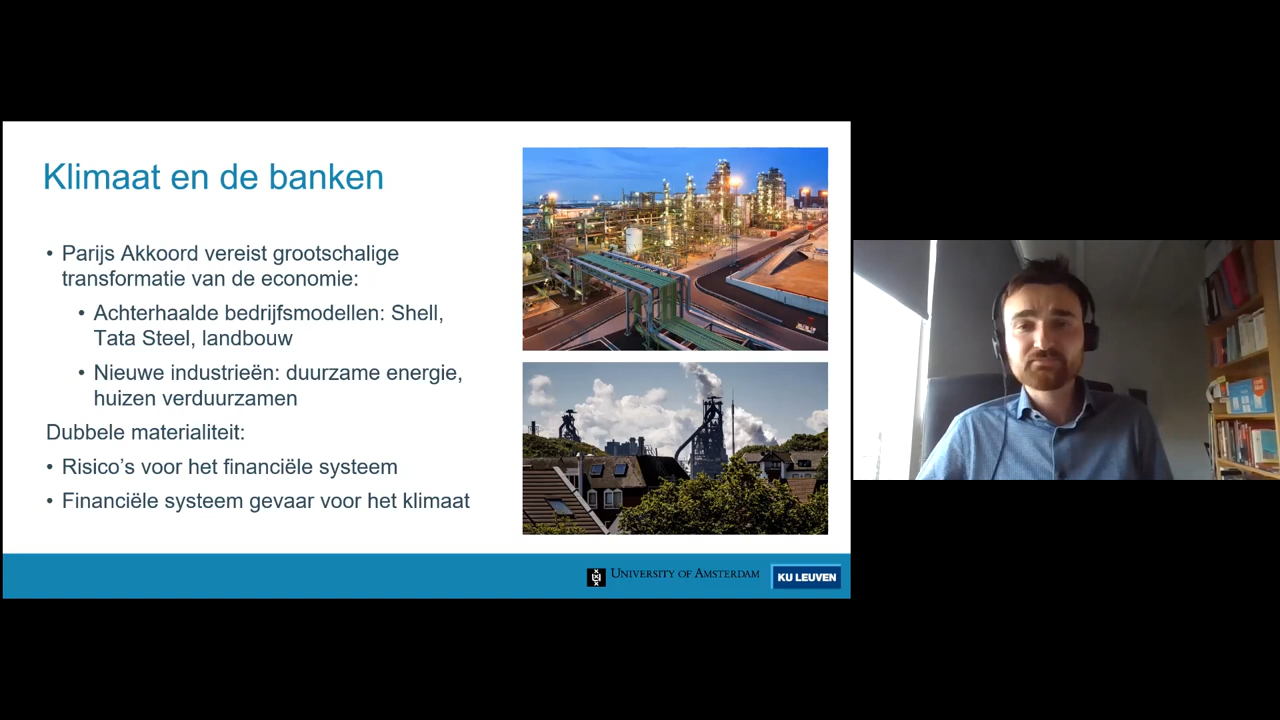 Klimaat en de banken
• Parijs Akkoord vereist grootschalige
transformatie van de economie:
• Achterhaalde bedrijfsmodellen: Shell,
Tata Steel, landbouw
• Nieuwe industrieën: duurzame energie,
huizen verduurzamen
Dubbele materialiteit:
• Risico’s voor het financiële systeem
• Financiële systeem gevaar voor het klimaat
UNIVERSITY OF AMSTERDAM
KU LEUVEN